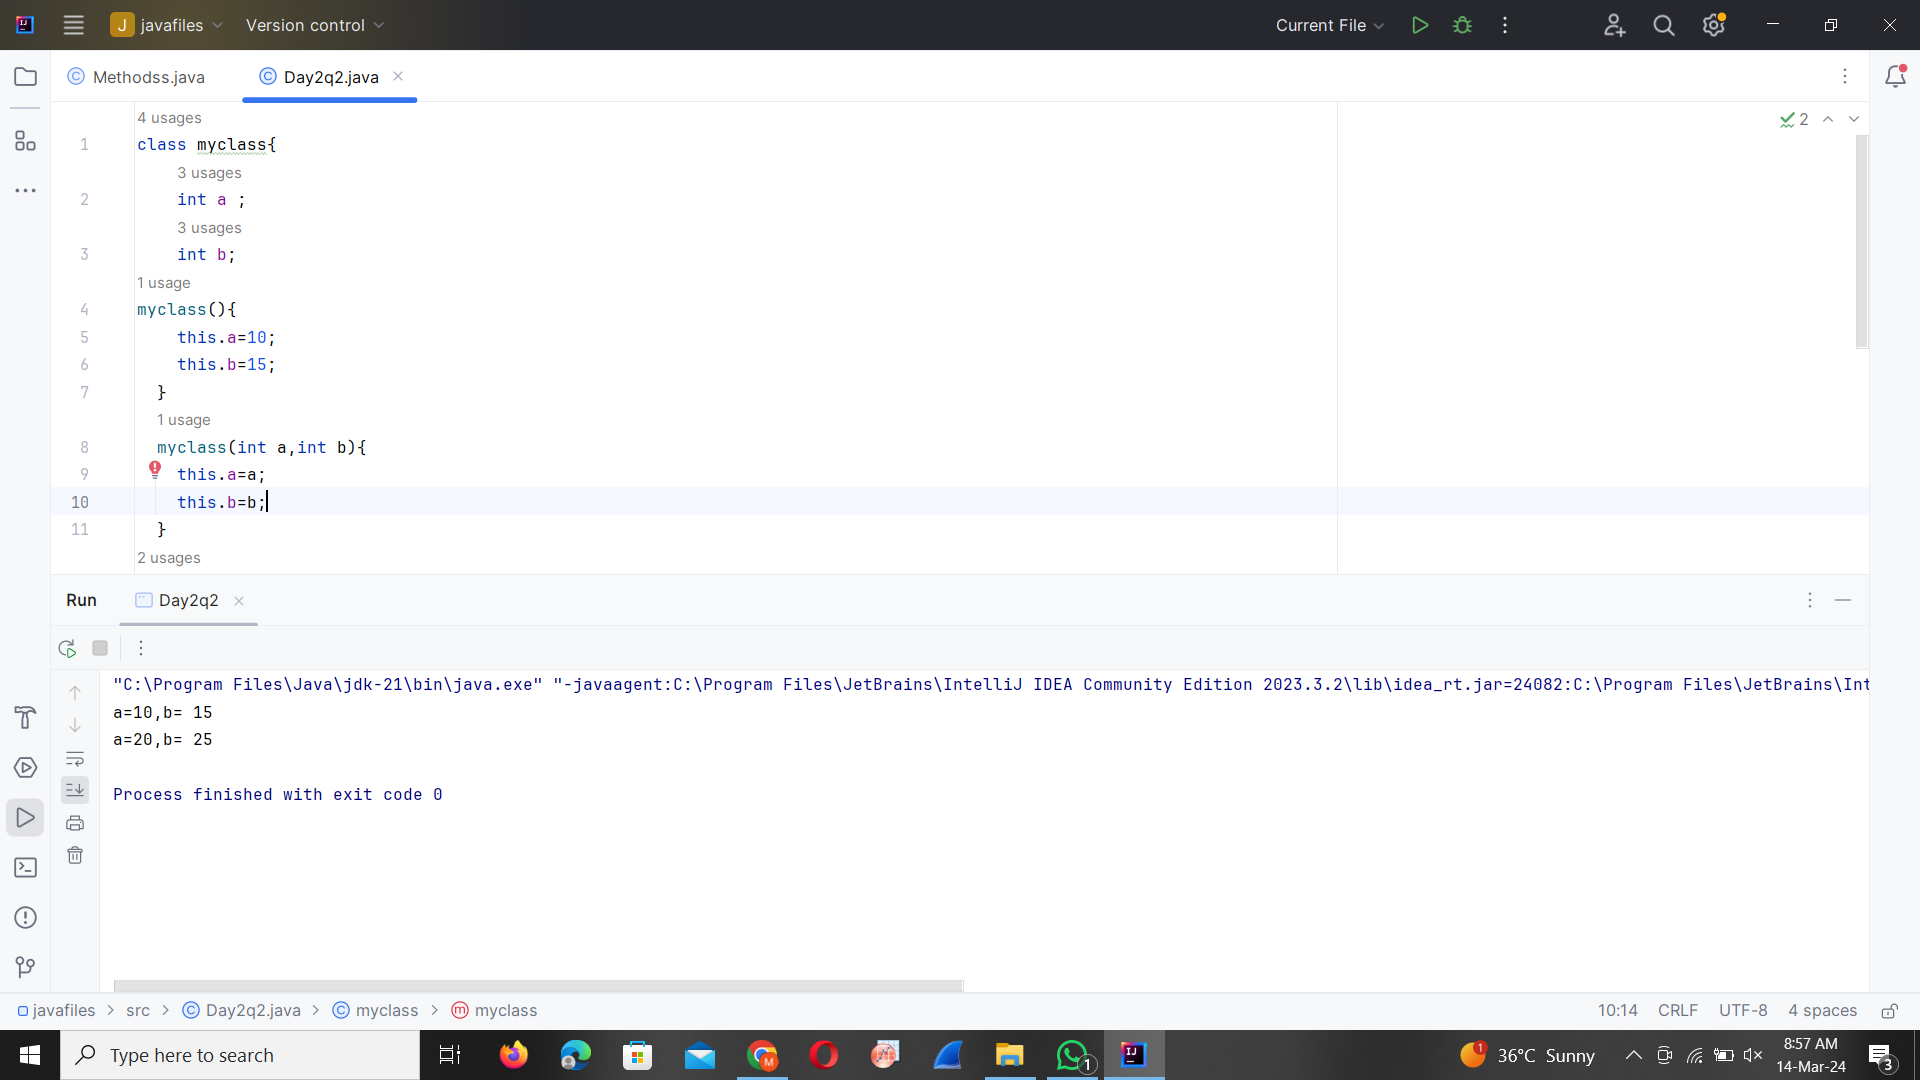 J javafiles Version control Current File
Methodss.java Day2q2.java
4 usages 2
1 class myclass{
3 usages
2 int a ;
3 usages
3 int b;
1 usage
4 myclass(){
5 this.a=10;
6 this.b=15;
7 }
1 usage
8 myclass(int a,int b){
9 this.a=a;
10 this.b=b;
11 }
2 usages
Run Day2q2
"C:\Program Files\Java\jdk-21\bin\java.exe" "-javaagent:C:\Program Files\JetBrains\IntelliJ IDEA Community Edition 2023.3.2\lib\idea_rt.jar=24082:C:\Program Files\JetBrains\Int
a=10,b= 15
a=20,b= 25
Process finished with exit code 0
javafiles > src > Day2q2.java > myclass > myclass 10:14 CRLF UTF-8 4 spaces
Type here to search 1 IJ 1 36°C Sunny 8:57 AM
14-Mar-24 3